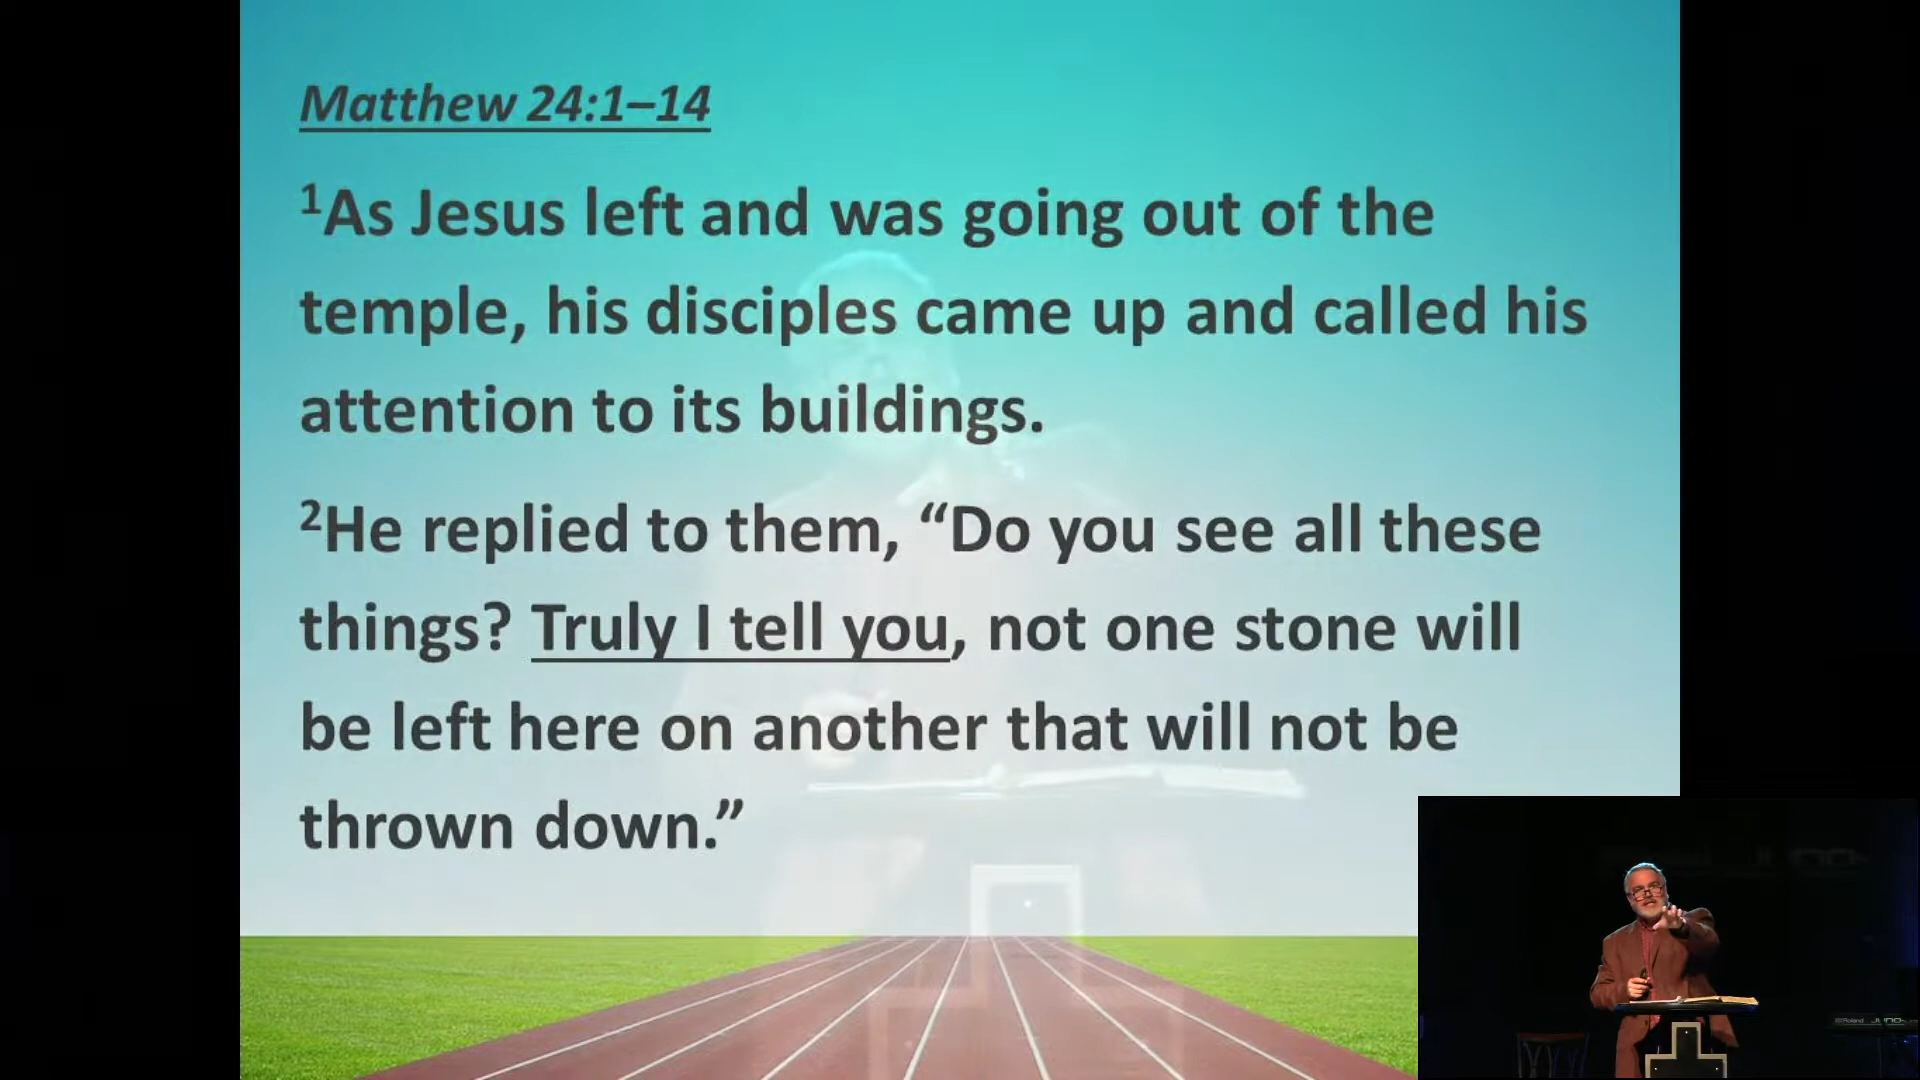 Matthew 24:1–14
¹As Jesus left and was going out of the
temple, his disciples came up and called his
attention to its buildings.
²He replied to them, “Do you see all these
things? Truly I tell you, not one stone will
be left here on another that will not be
thrown down.”
Roland JUNO